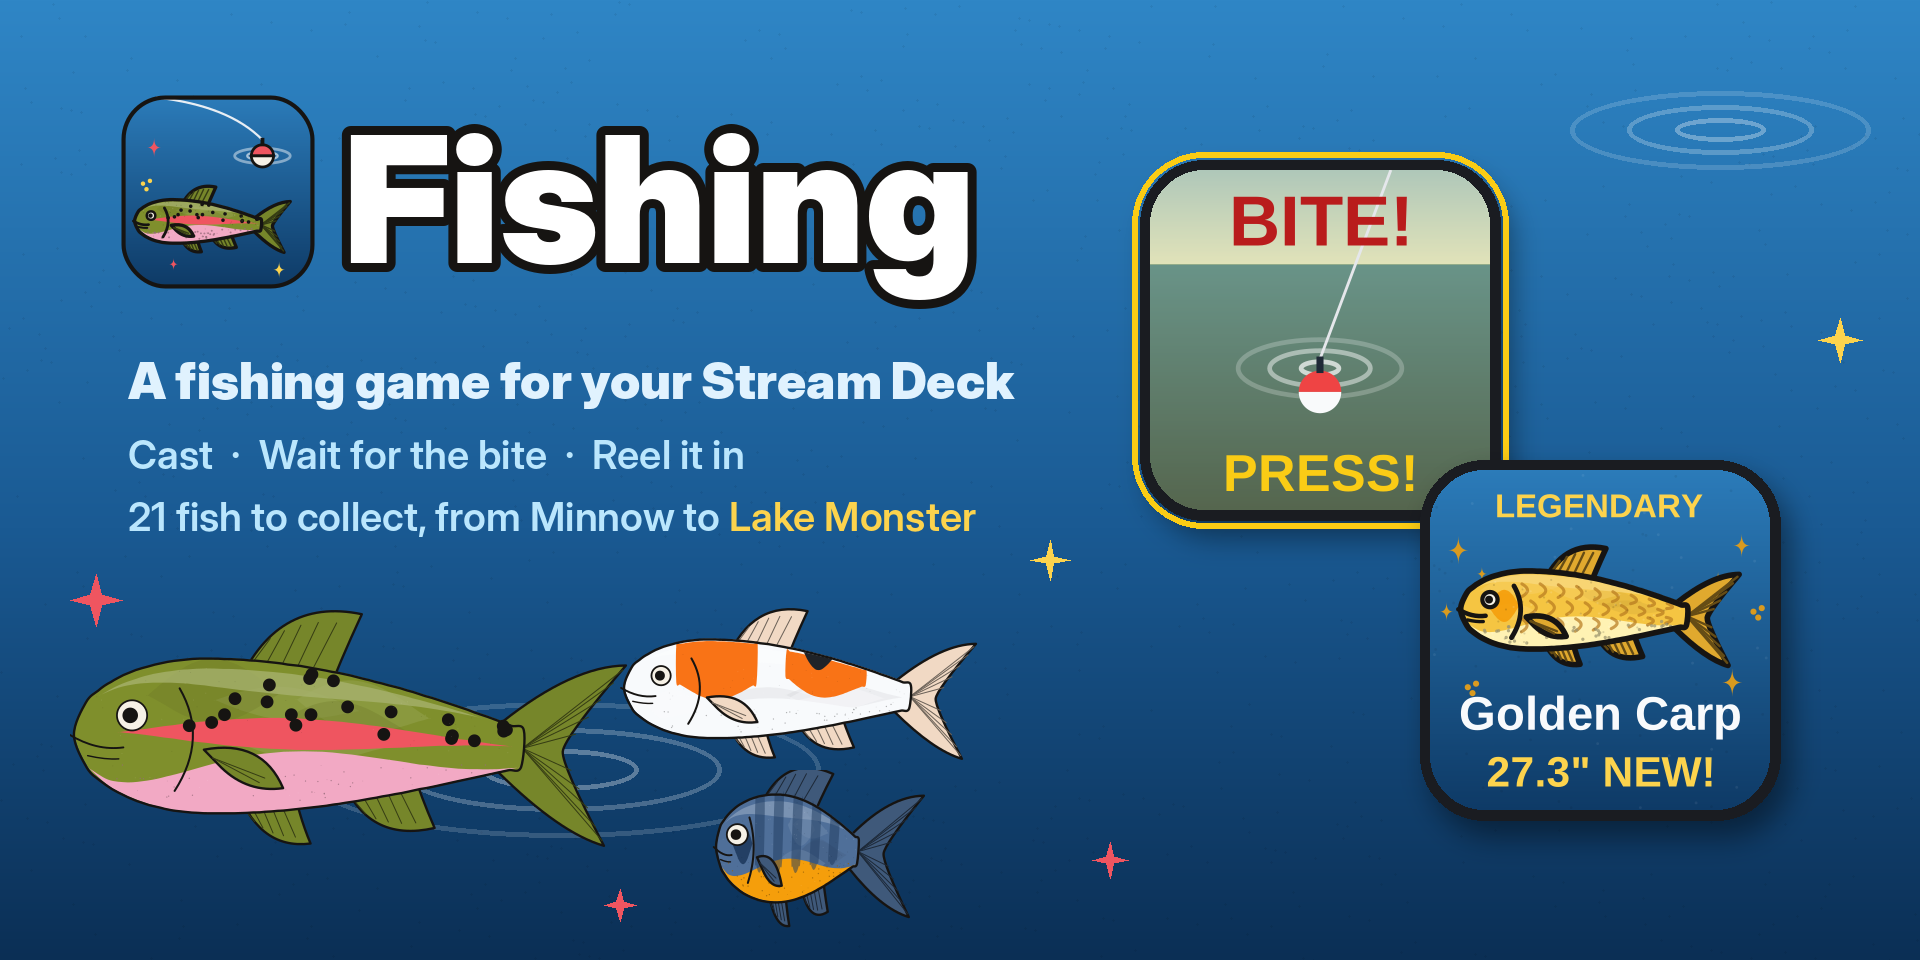 Fishing
A fishing game for your Stream Deck
Cast · Wait for the bite · Reel it in
21 fish to collect, from Minnow to Lake Monster
BITE!
PRESS!
LEGENDARY
Golden Carp
27.3" NEW!